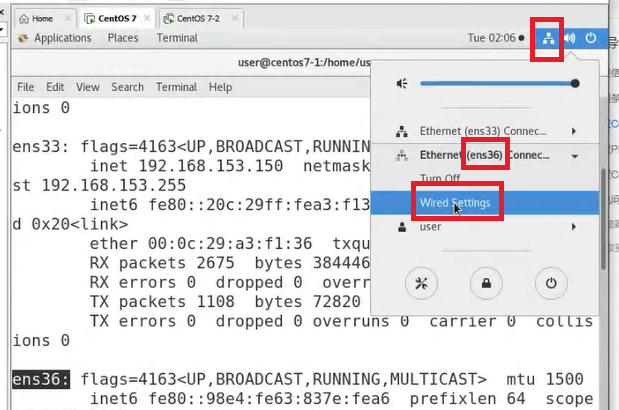 Home × CentOS 7 × CentOS 7-2 ×
Applications Places Terminal Tue 02:06
user@centos7-1:/home/us
File Edit View Search Terminal Help
ions 0
Ethernet (ens33) Connec...
ens33: flags=4163<UP,BROADCAST,RUNNING,
Ethernet (ens36) Connec...
inet 192.168.153.150 netmask
Turn Off
st 192.168.153.255
Wired Settings
inet6 fe80::20c:29ff:fea3:f13
user
d 0x20<link>
ether 00:0c:29:a3:f1:36 txqu
RX packets 2675 bytes 384446
RX errors 0 dropped 0 overr
TX packets 1108 bytes 72820
TX errors 0 dropped 0 overruns 0 carrier 0 collis
ions 0
ens36: flags=4163<UP,BROADCAST,RUNNING,MULTICAST> mtu 1500
inet6 fe80::98e4:fe63:837e:fea6 prefixlen 64 scope